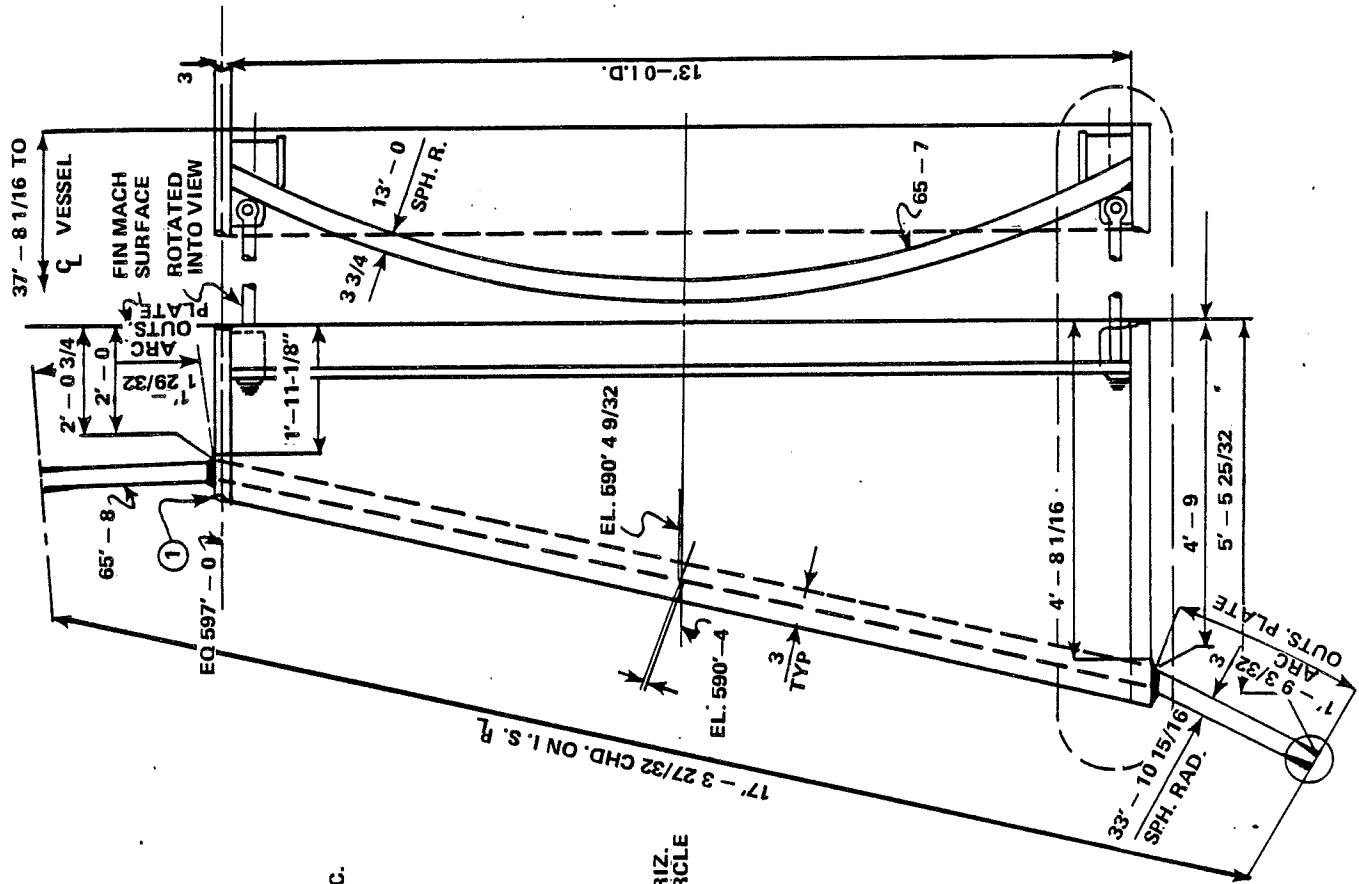 37' – 8 1/16 TO
C L VESSEL
FIN MACH
SURFACE
ROTATED
INTO VIEW
3
13'–0 I.D.
13' – 0
SPH. R.
3 3/4
65 – 7
2' – 0 3/4
2' – 0
1'
1 29/32
ARC
OUTS.
PLATE
1'–11-1/8"
65' – 8
1
EQ 597' – 0
EL. 590' 4 9/32
EL. 590'–4
3
TYP
4' – 8 1/16
4' – 9
5' – 5 25/32
17' – 3 27/32 CHD. ON I. S. PL
33' – 10 15/16
SPH. RAD.
3
1'
9 3/32
ARC
OUTS. PLATE
C.
RIZ.
RCLE